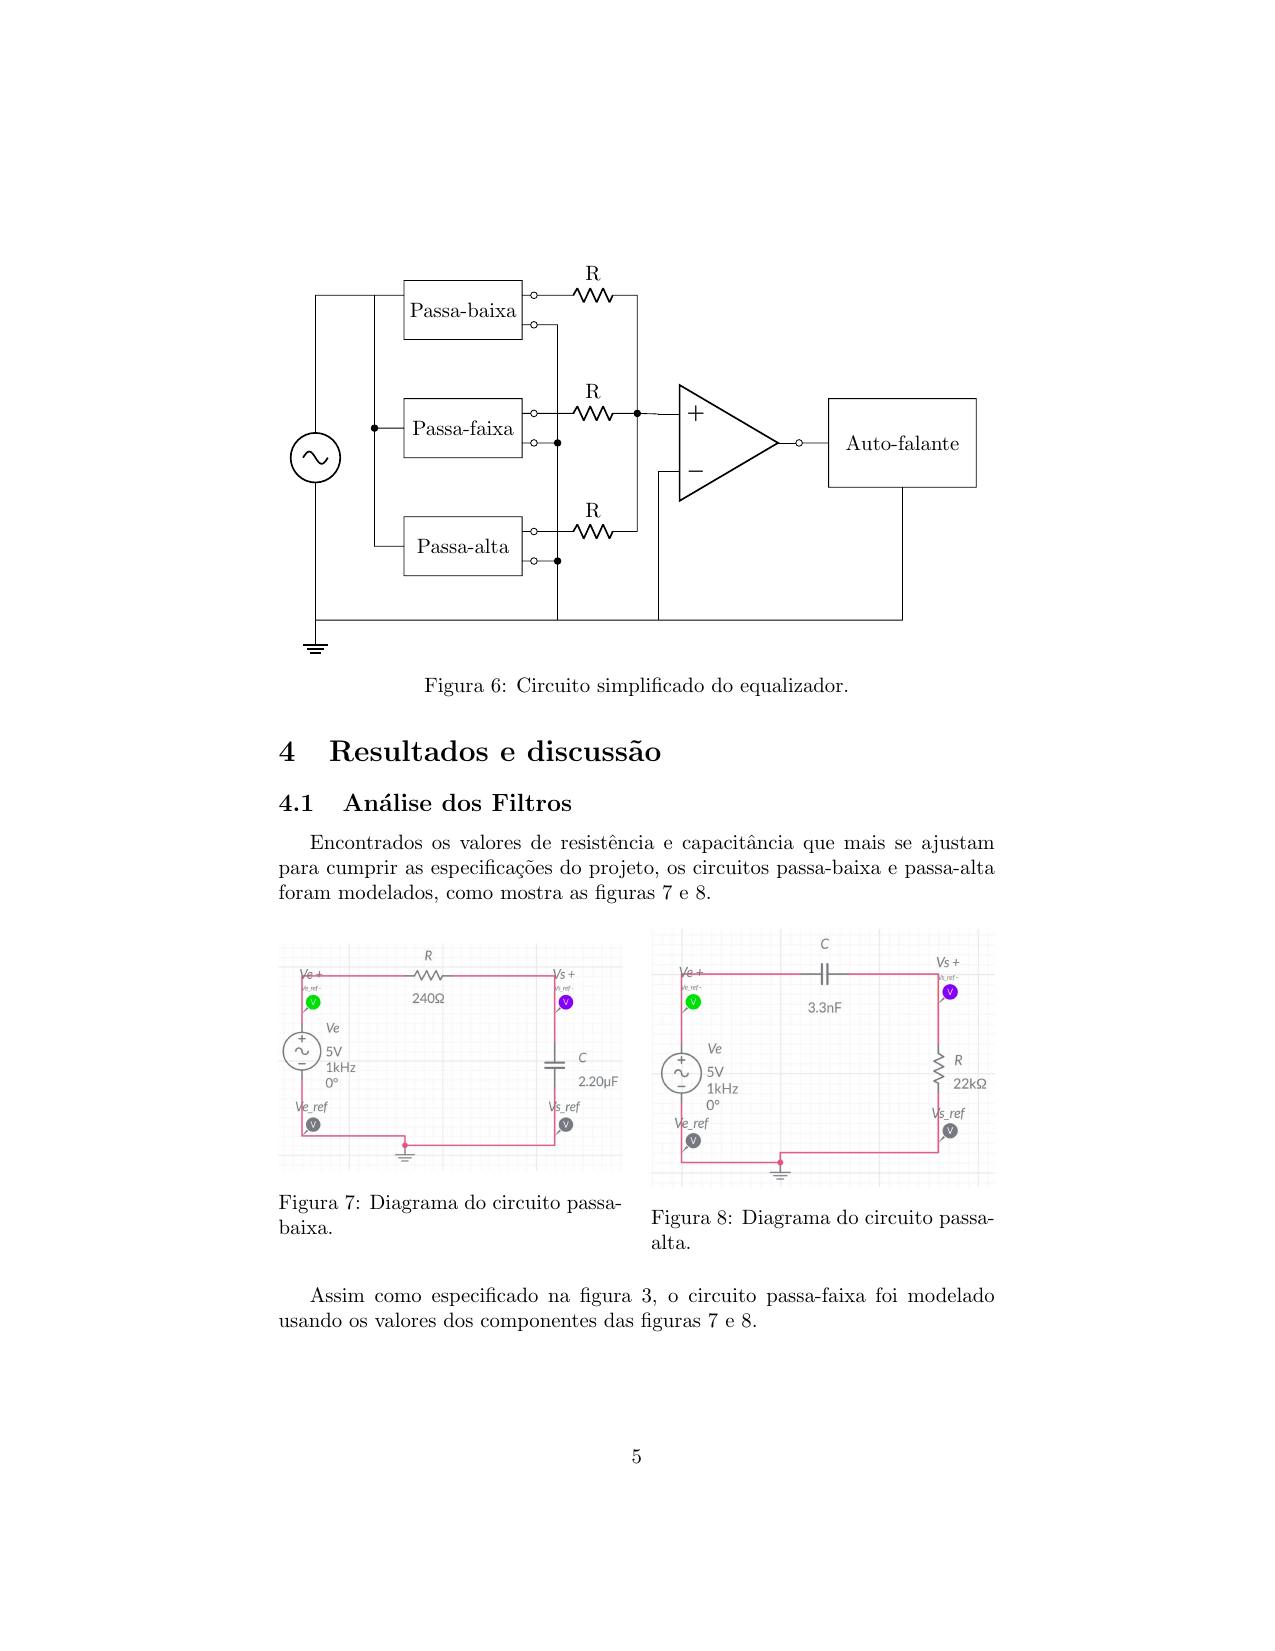 R
Passa-baixa
R
Passa-faixa
Auto-falante
R
Passa-alta
Figura 6: Circuito simplificado do equalizador.
4 Resultados e discussão
4.1 Análise dos Filtros
Encontrados os valores de resistência e capacitância que mais se ajustam
para cumprir as especificações do projeto, os circuitos passa-baixa e passa-alta
foram modelados, como mostra as figuras 7 e 8.
R
Ve +
Ve_ref -
V
240Ω
Vs +
Vs_ref -
V
+
−
Ve
5V
1kHz
0°
C
2.20µF
Ve_ref
V
Vs_ref
V
Figura 7: Diagrama do circuito passa-
baixa.
C
Ve +
Ve_ref -
V
3.3nF
Vs +
Vs_ref -
V
+
−
Ve
5V
1kHz
0°
R
22kΩ
Ve_ref
V
Vs_ref
V
Figura 8: Diagrama do circuito passa-
alta.
Assim como especificado na figura 3, o circuito passa-faixa foi modelado
usando os valores dos componentes das figuras 7 e 8.
5